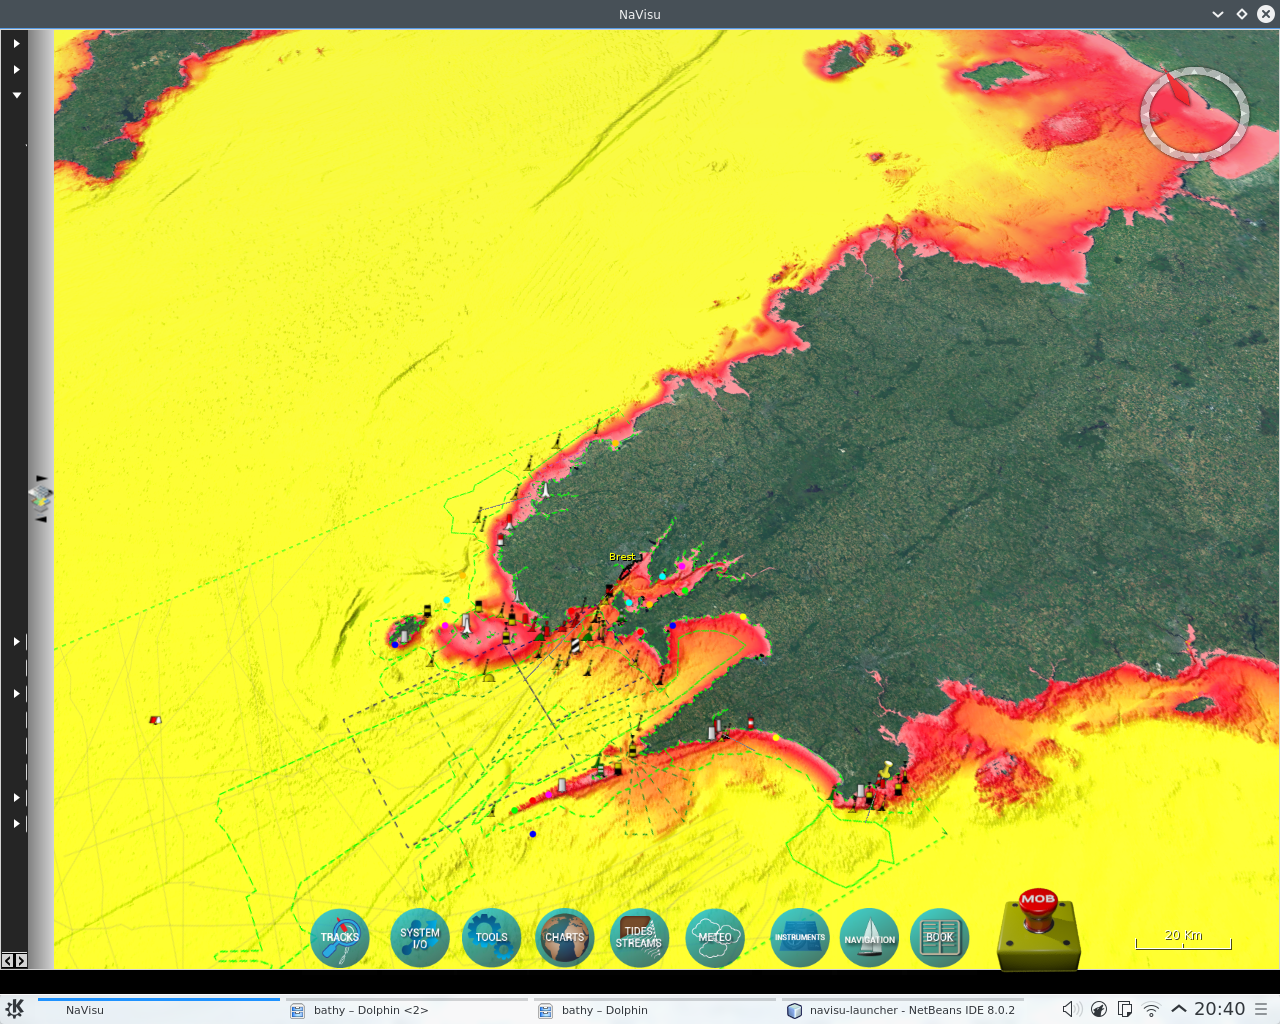 NaVisu
Brest
MOB
TRACKS
SYSTEM
I/O
TOOLS
CHARTS
TIDES
STREAMS
METEO
INSTRUMENTS
NAVIGATION
BOOK
20 Km
NaVisu
bathy – Dolphin <2>
bathy – Dolphin
navisu-launcher - NetBeans IDE 8.0.2
20:40